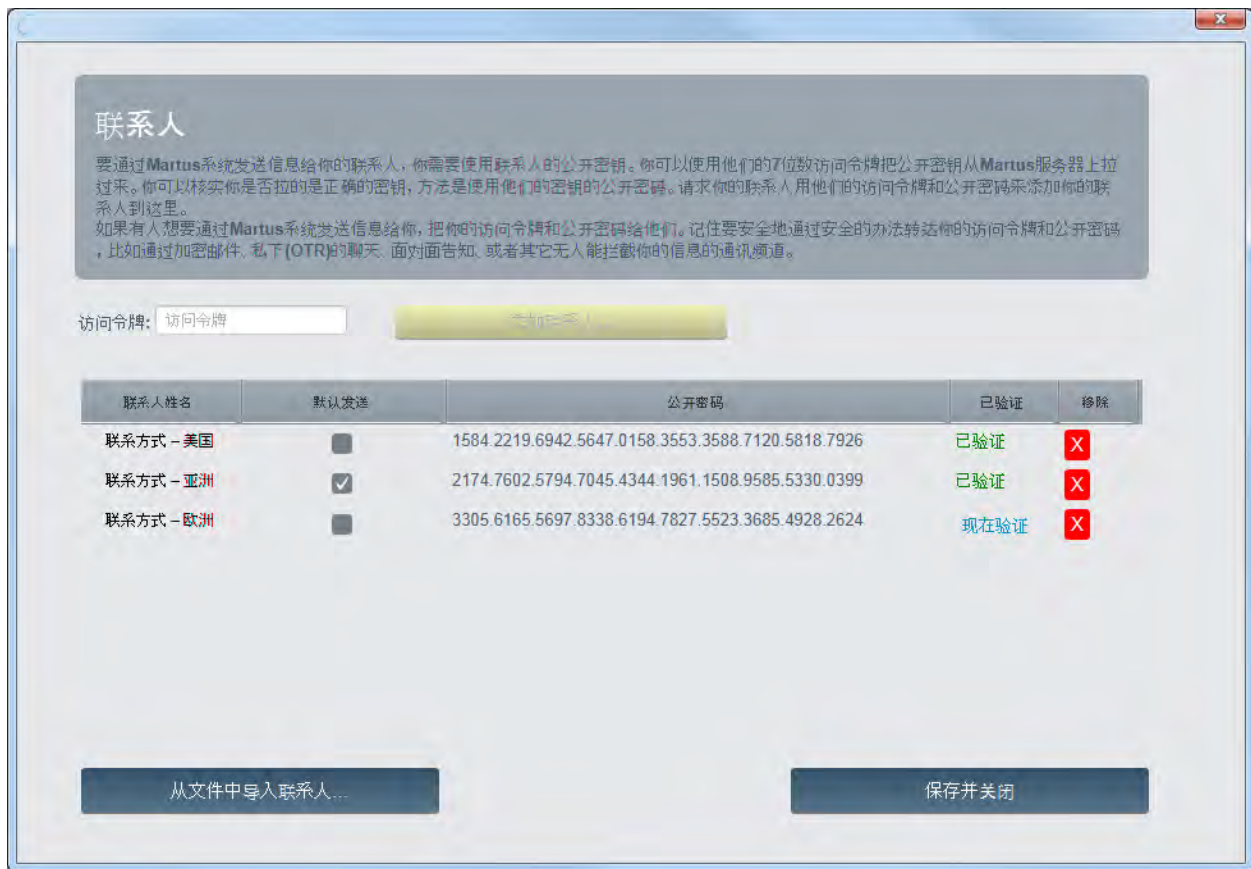 联系人
要通过Martus系统发送信息给你的联系人，你需要使用联系人的公开密钥。你可以使用他们的7位数访问令牌把公开密钥从Martus服务器上拉
过来。你可以核实你是否拉的是正确的密钥，方法是使用他们的密钥的公开密码。请求你的联系人用他们的访问令牌和公开密码来添加你的联
系人到这里。
如果有人想要通过Martus系统发送信息给你，把你的访问令牌和公开密码给他们。记住要安全地通过安全的办法转达你的访问令牌和公开密码
，比如通过加密邮件、私下(OTR)的聊天、面对面告知、或者其它无人能拦截你的信息的通讯频道。
访问令牌: 访问令牌 添加联系人
联系人姓名 默认发送 公开密码 已验证 移除
联系方式 – 美国 1584.2219.6942.5647.0158.3553.3588.7120.5818.7926 已验证 X
联系方式 – 亚洲 2174.7602.5794.7045.4344.1961.1508.9585.5330.0399 已验证 X
联系方式 – 欧洲 3305.6165.5697.8338.6194.7827.5523.3685.4928.2624 现在验证 X
从文件中导入联系人... 保存并关闭